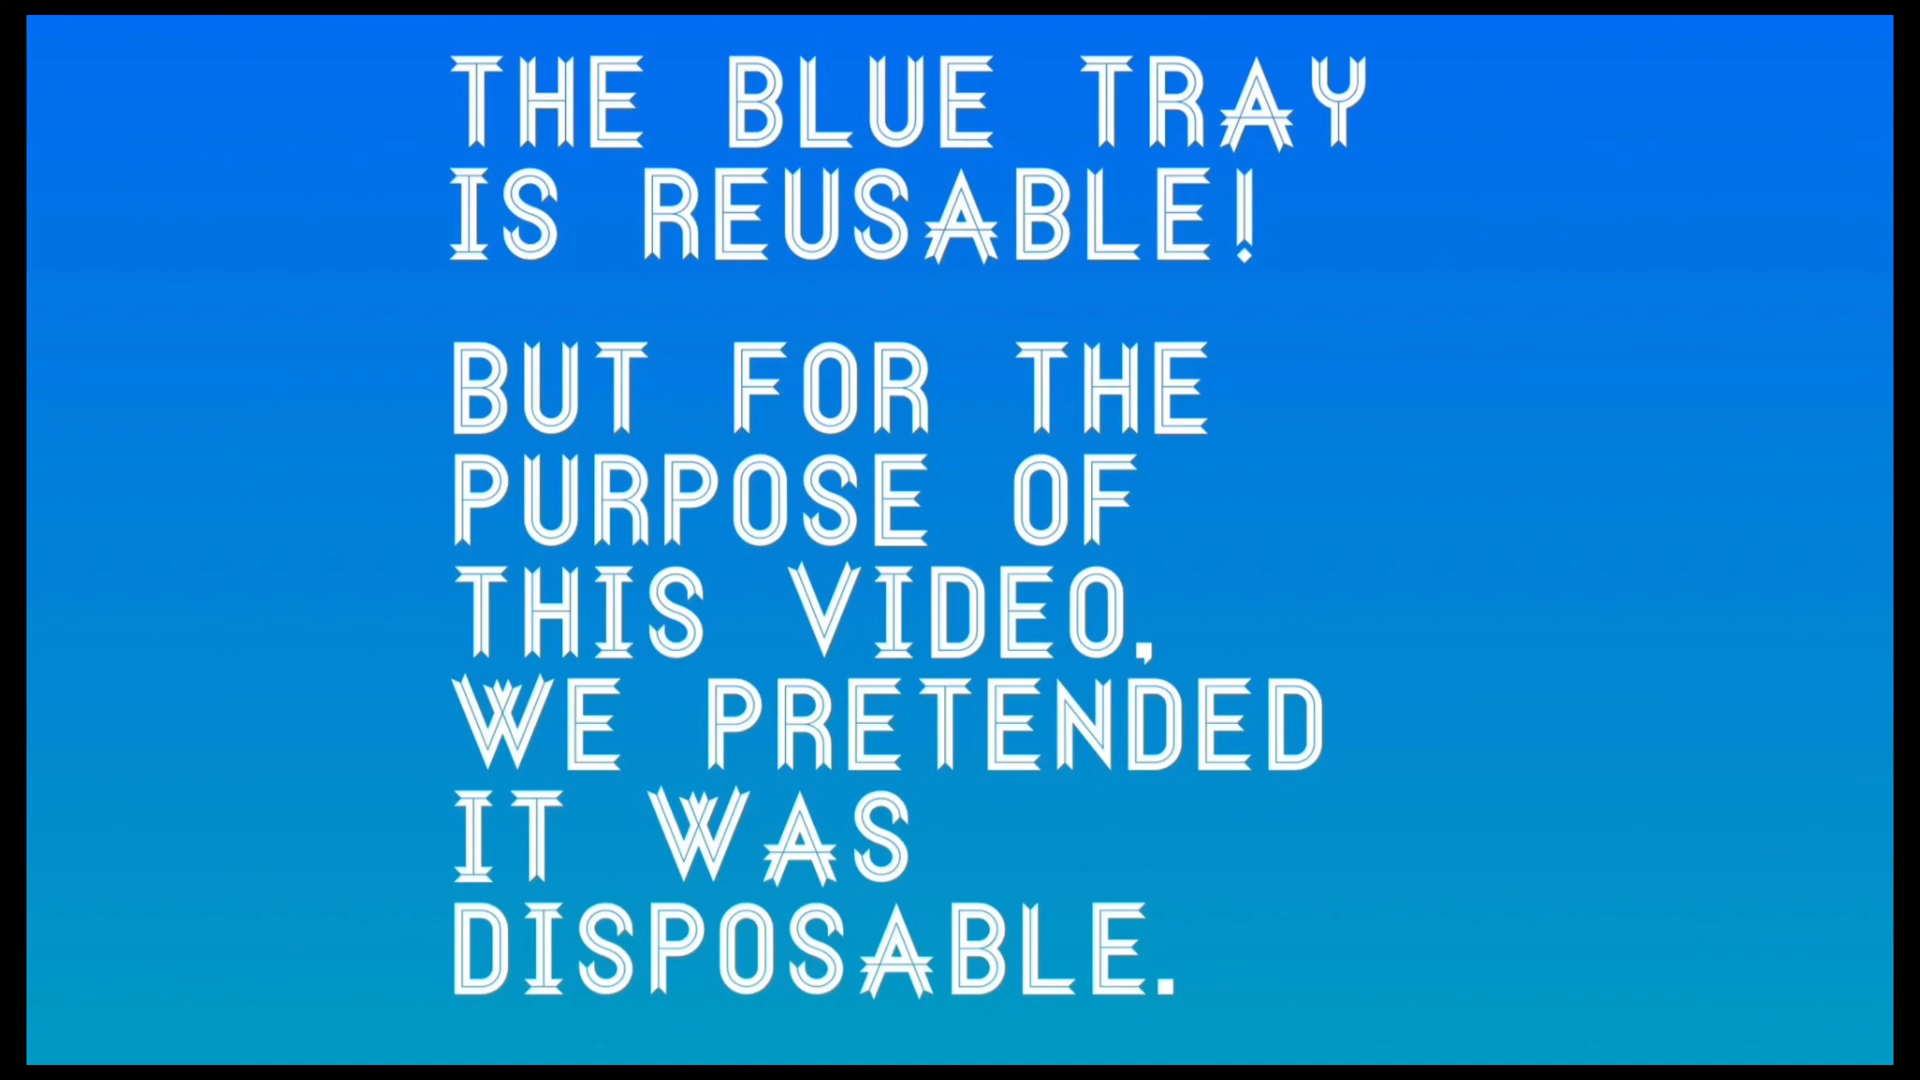 THE BLUE TRAY
IS REUSABLE!
BUT FOR THE
PURPOSE OF
THIS VIDEO,
WE PRETENDED
IT WAS
DISPOSABLE.